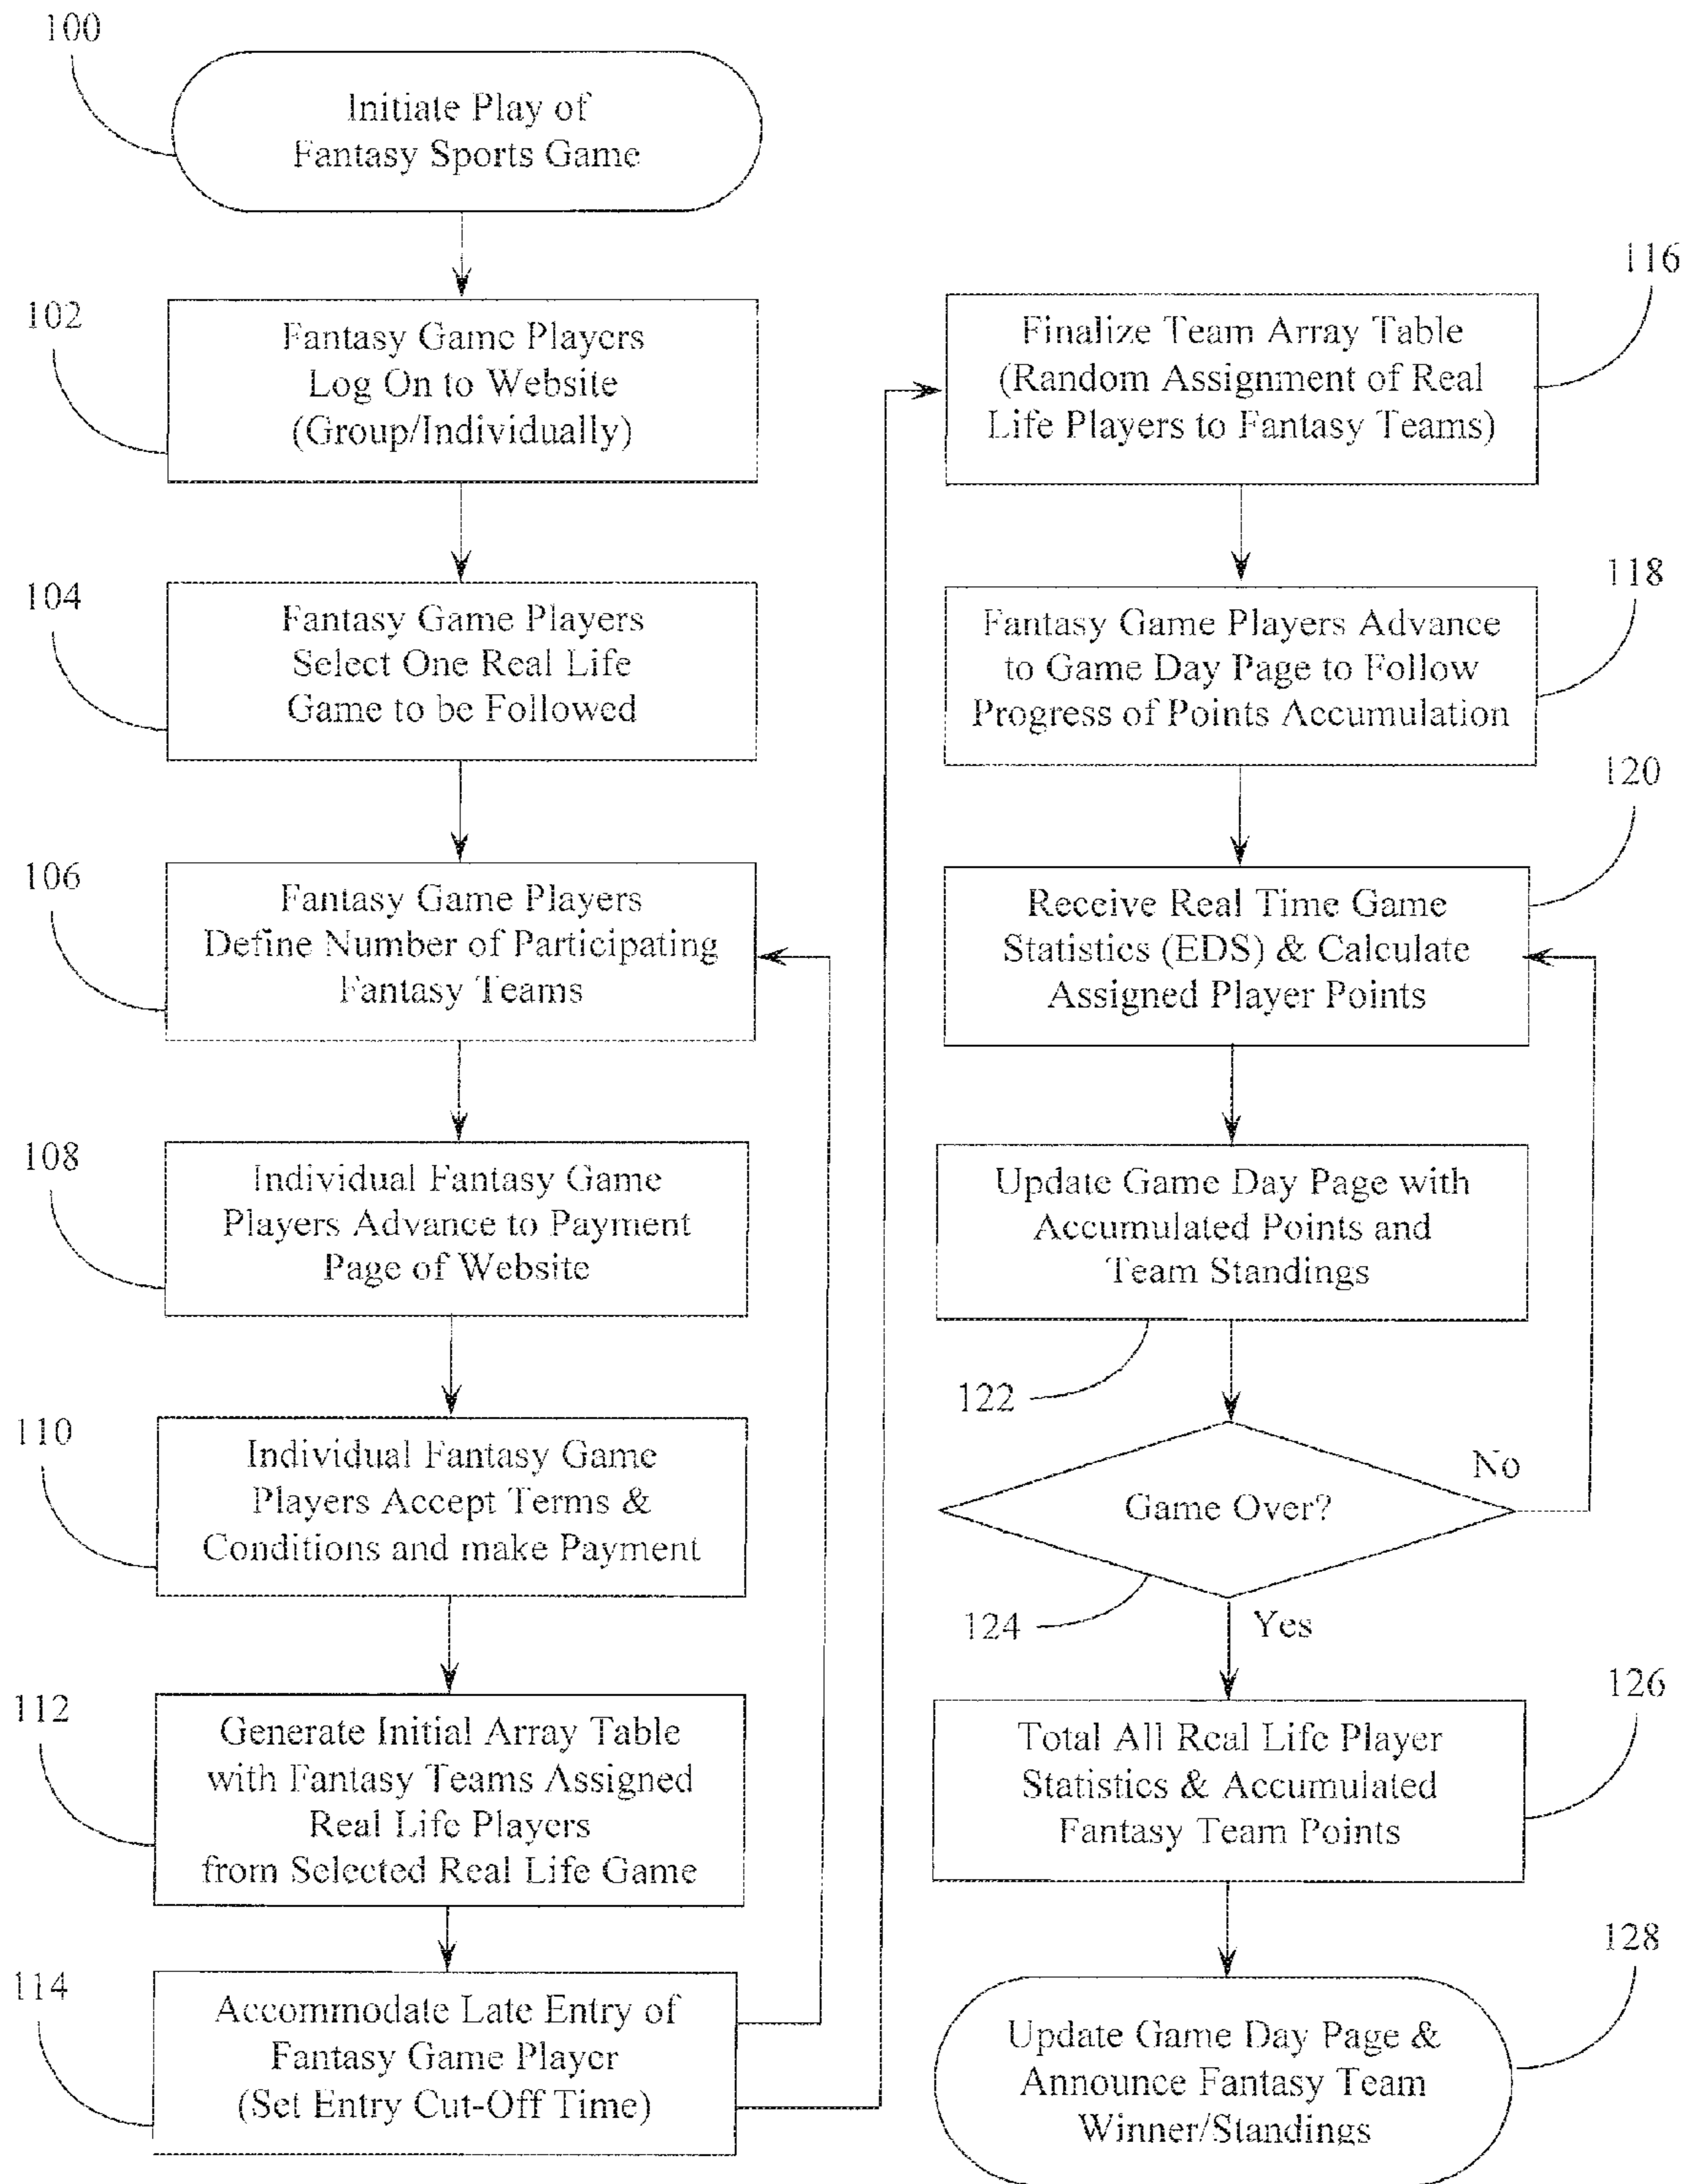 100
Initiate Play of
Fantasy Sports Game
102
Fantasy Game Players
Log On to Website
(Group/Individually)
104
Fantasy Game Players
Select One Real Life
Game to be Followed
106
Fantasy Game Players
Define Number of Participating
Fantasy Teams
108
Individual Fantasy Game
Players Advance to Payment
Page of Website
110
Individual Fantasy Game
Players Accept Terms &
Conditions and make Payment
112
Generate Initial Array Table
with Fantasy Teams Assigned
Real Life Players
from Selected Real Life Game
114
Accommodate Late Entry of
Fantasy Game Player
(Set Entry Cut-Off Time)
116
Finalize Team Array Table
(Random Assignment of Real
Life Players to Fantasy Teams)
118
Fantasy Game Players Advance
to Game Day Page to Follow
Progress of Points Accumulation
120
Receive Real Time Game
Statistics (EDS) & Calculate
Assigned Player Points
Update Game Day Page with
Accumulated Points and
Team Standings
122
No
Game Over?
124
Yes
126
Total All Real Life Player
Statistics & Accumulated
Fantasy Team Points
128
Update Game Day Page &
Announce Fantasy Team
Winner/Standings